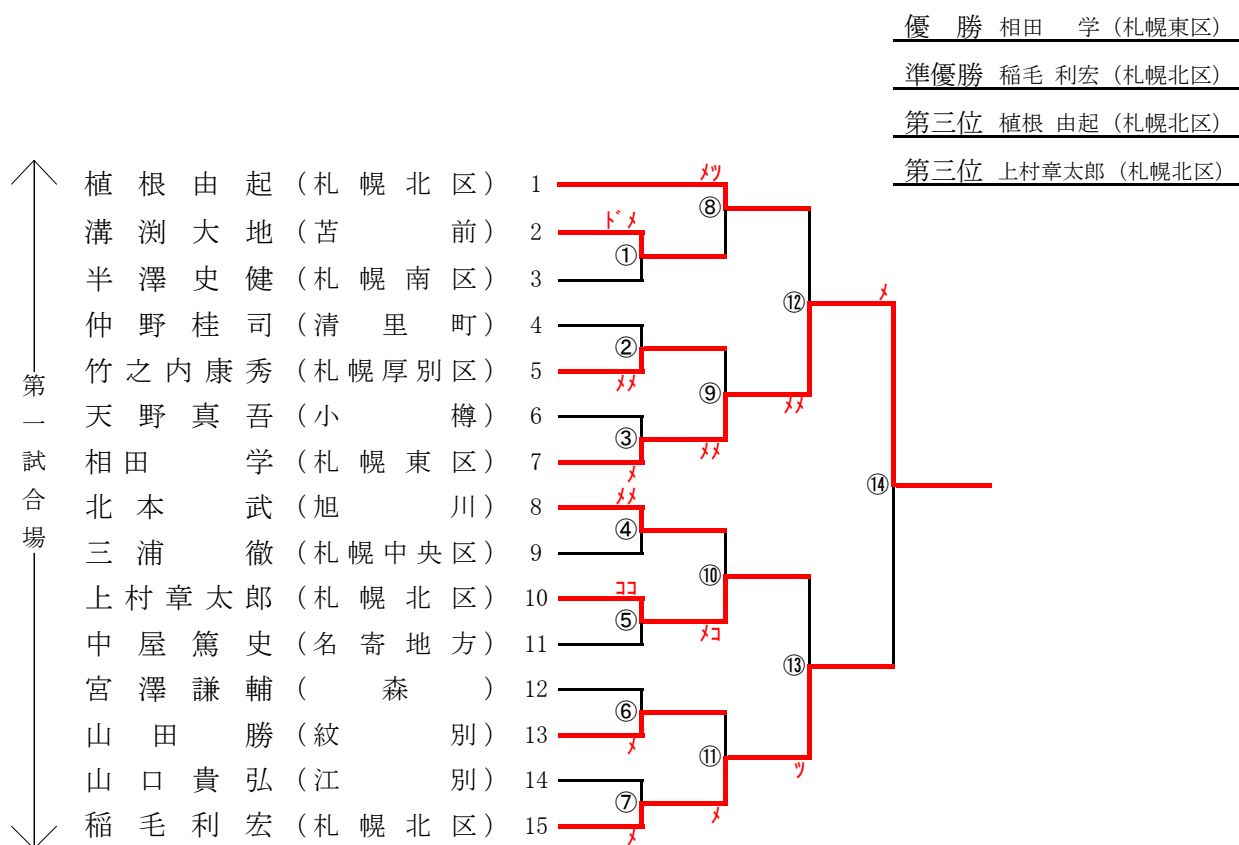 優　勝 相田　学（札幌東区）
準優勝 稲毛 利宏（札幌北区）
第三位 植根 由起（札幌北区）
第三位 上村章太郎（札幌北区）
第一試合場
植根由起（札幌北区） 1
溝渕大地（苫前） 2
半澤史健（札幌南区） 3
仲野桂司（清里町） 4
竹之内康秀（札幌厚別区） 5
天野真吾（小樽） 6
相田学（札幌東区） 7
北本武（旭川） 8
三浦徹（札幌中央区） 9
上村章太郎（札幌北区） 10
中屋篤史（名寄地方） 11
宮澤謙輔（森） 12
山田勝（紋別） 13
山口貴弘（江別） 14
稲毛利宏（札幌北区） 15
ﾄﾞﾒ
①
②
ﾒﾒ
③
ﾒ
ﾒﾒ
④
ココ
⑤
⑥
ﾒ
⑦
ﾒ
ﾒﾂ
⑧
⑨
ﾒﾒ
⑩
ﾒｺ
⑪
ﾒ
⑫
ﾒﾒ
⑬
ﾂ
ﾒ
⑭